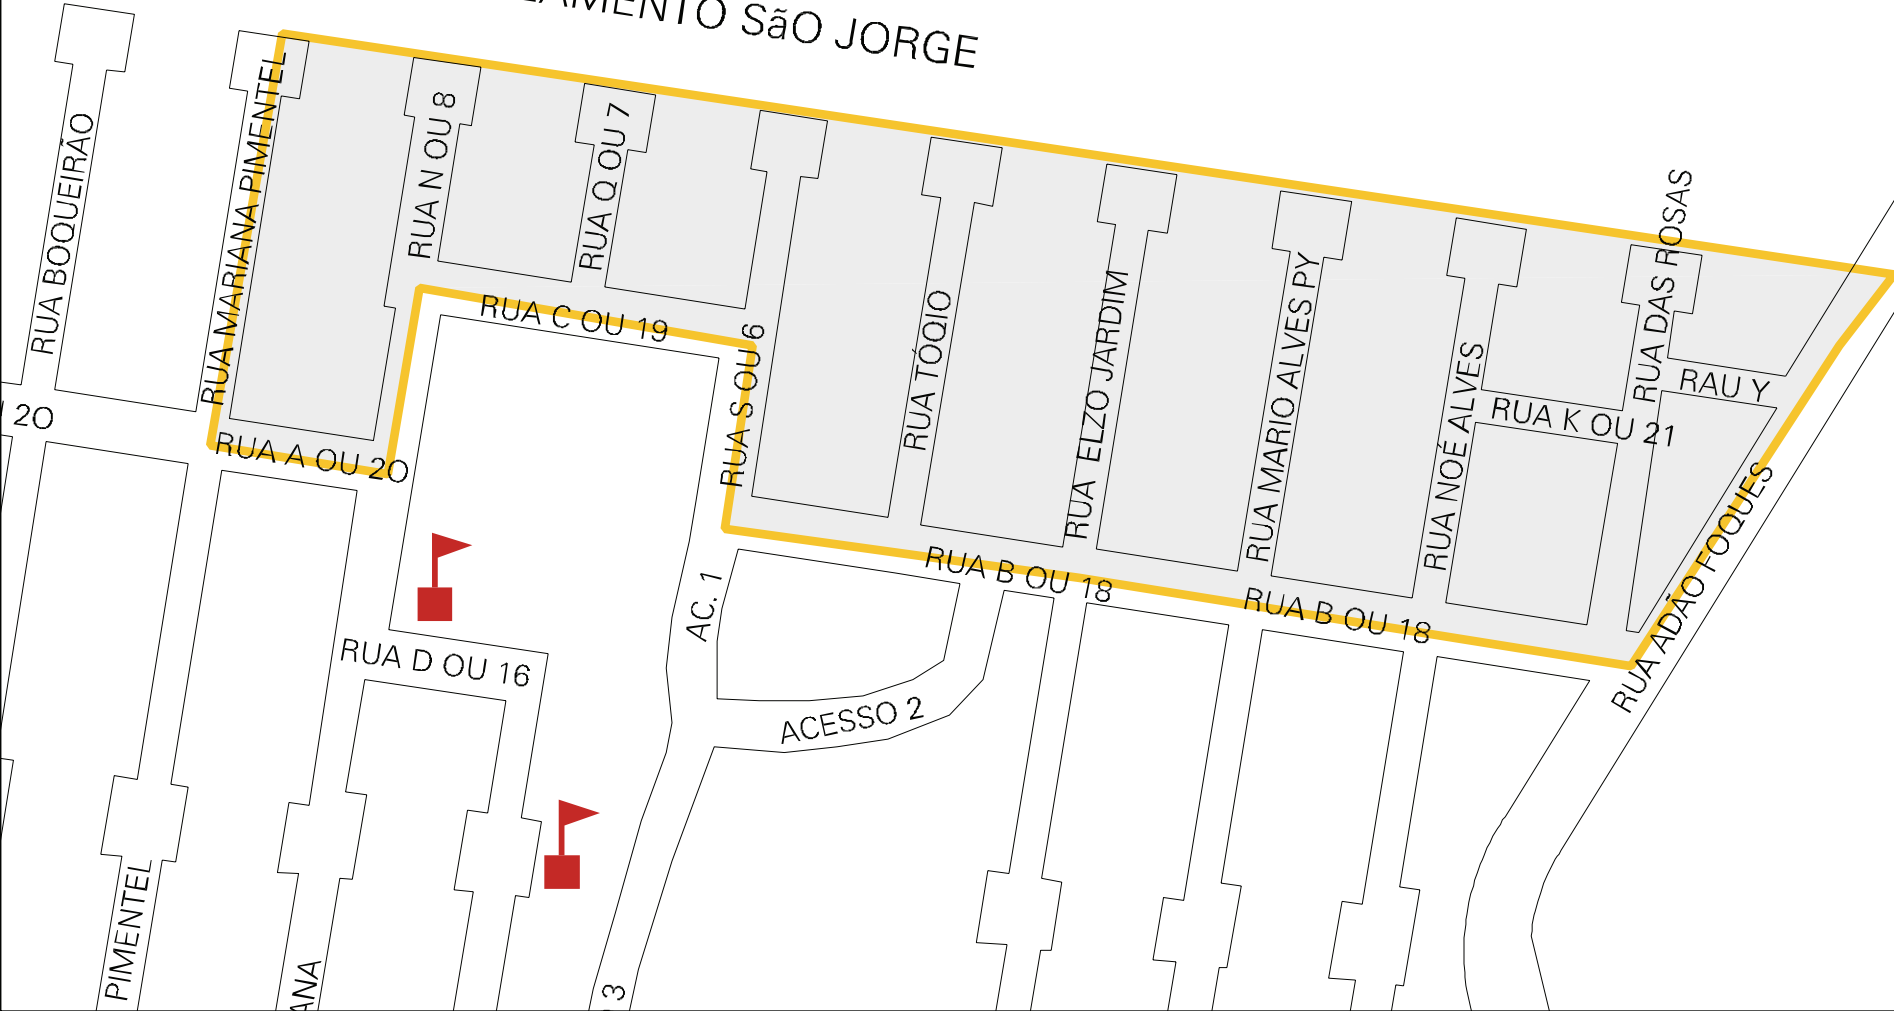 SãO JORGE
RUA BOQUEIRÃO
RUA MARIANA PIMENTEL
RUA N OU 8
RUA Q OU 7
RUA C OU 19
RUA S OU 6
RUA TÓQIO
RUA ELZO JARDIM
RUA MARIO ALVES PY
RUA NOÉ ALVES
RUA DAS ROSAS
RAU Y
RUA K OU 21
20
RUA A OU 20
RUA B OU 18
RUA B OU 18
RUA ADÃO FOQUES
AC. 1
RUA D OU 16
ACESSO 2
PIMENTEL
ANA
3